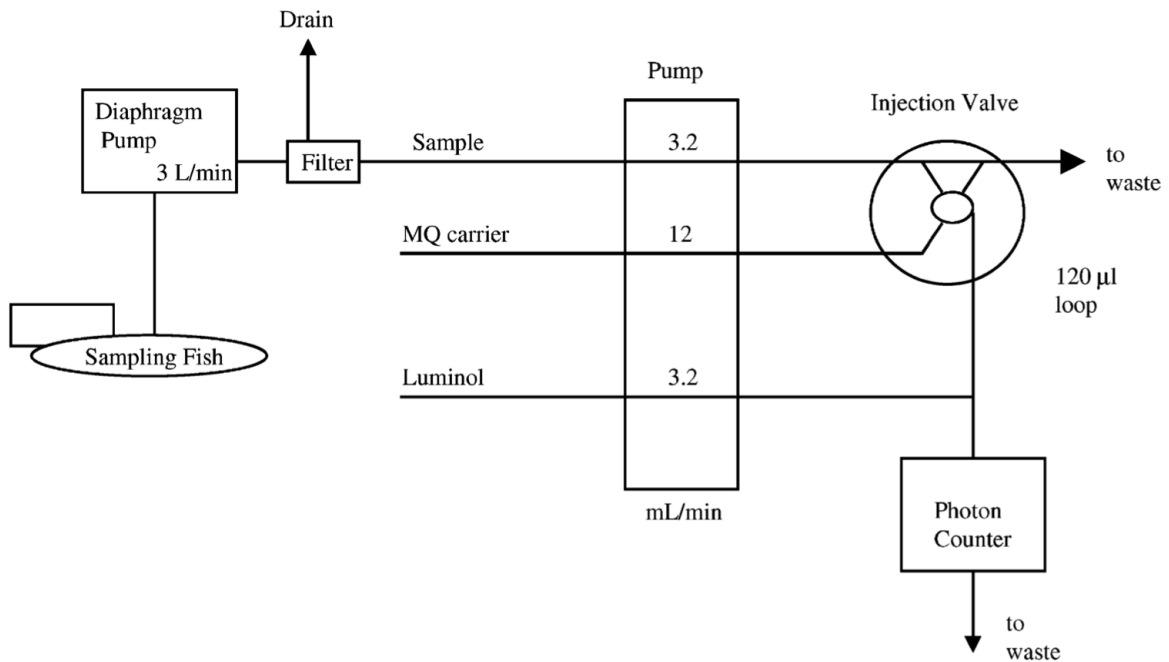 Drain
Diaphragm
Pump
3 L/min
Filter
Sample
Pump
3.2
Injection Valve
to
waste
MQ carrier
12
120 µl
loop
Sampling Fish
Luminol
3.2
mL/min
Photon
Counter
to
waste